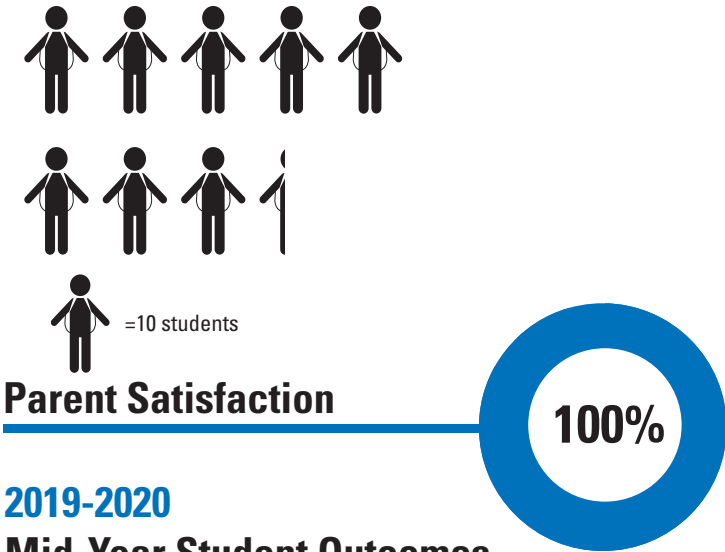 =10 students
Parent Satisfaction
100%
2019-2020
Mid-Year Student Outcomes